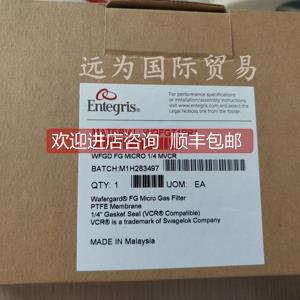 远为国际贸易
Entegris
For performance specifications
or installation/assembly instructions,
visit www.entegris.com and select the
Legal Notices link from the footer.
欢迎进店咨询 顺丰包邮
WFGD FG MICRO 1/4 MVCR
BATCH:M1H283497
QTY: 1 UOM: EA
Wafergard® FG Micro Gas Filter
PTFE Membrane
1/4" Gasket Seal (VCR® Compatible)
VCR® is a trademark of Swagelok Company
MADE IN Malaysia